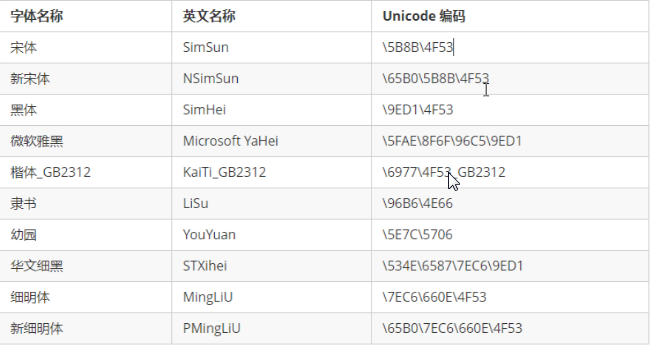 字体名称 英文名称 Unicode 编码
宋体 SimSun \5B8B\4F53
新宋体 NSimSun \65B0\5B8B\4F53
黑体 SimHei \9ED1\4F53
微软雅黑 Microsoft YaHei \5FAE\8F6F\96C5\9ED1
楷体_GB2312 KaiTi_GB2312 \6977\4F53_GB2312
隶书 LiSu \96B6\4E66
幼园 YouYuan \5E7C\5706
华文细黑 STXihei \534E\6587\7EC6\9ED1
细明体 MingLiU \7EC6\660E\4F53
新细明体 PMingLiU \65B0\7EC6\660E\4F53